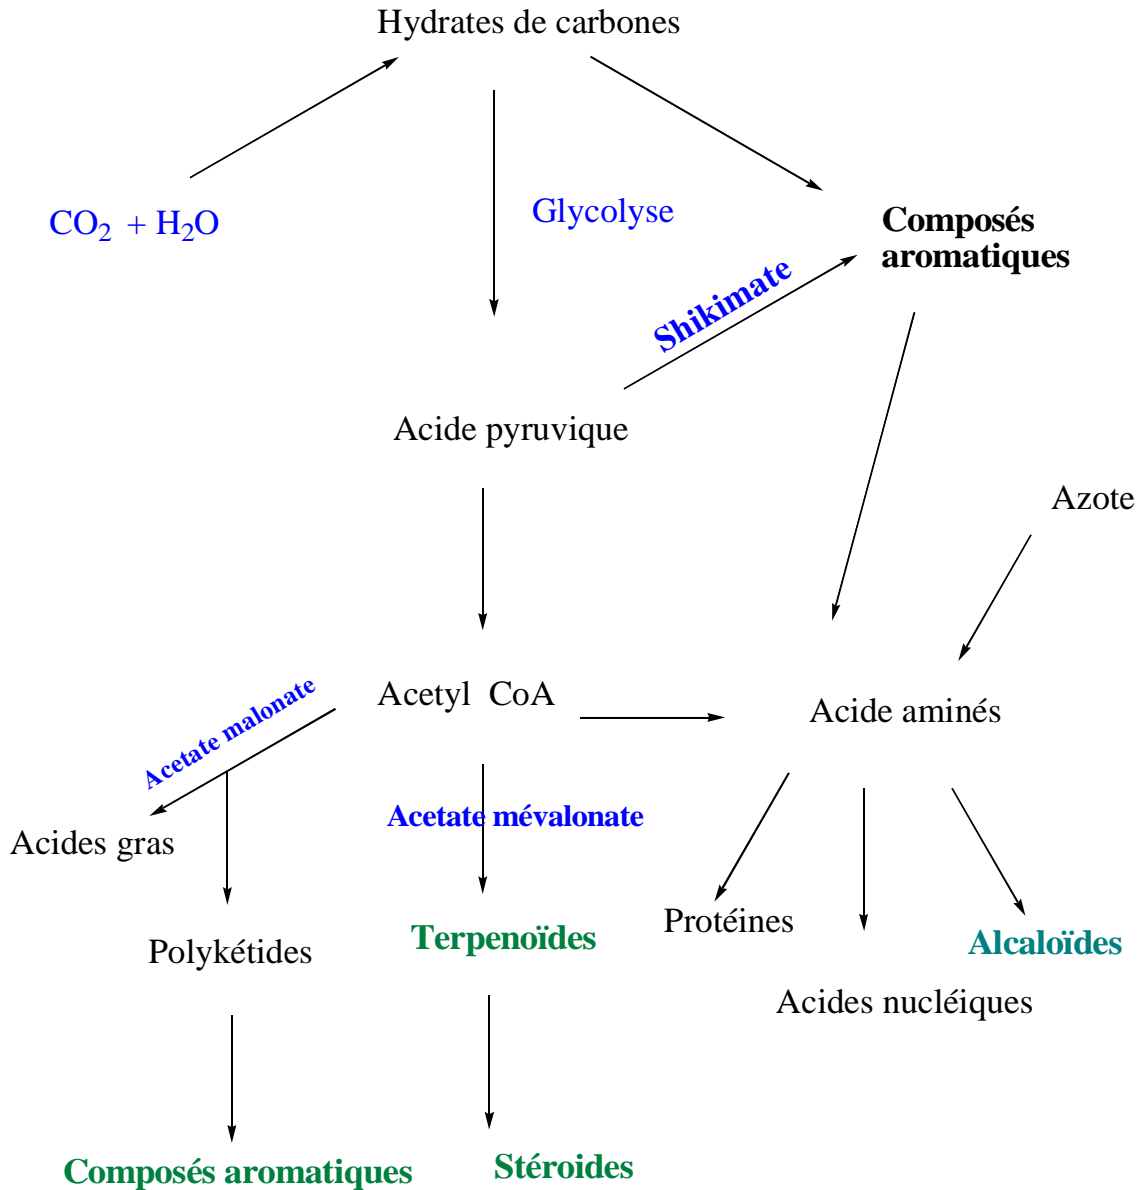 Hydrates de carbones
CO2 + H2O
Glycolyse
Composés
aromatiques
Shikimate
Acide pyruvique
Azote
Acetate malonate
Acetyl CoA
Acide aminés
Acetate mévalonate
Acides gras
Polykétides
Terpenoïdes
Protéines
Alcaloïdes
Acides nucléiques
Composés aromatiques
Stéroides